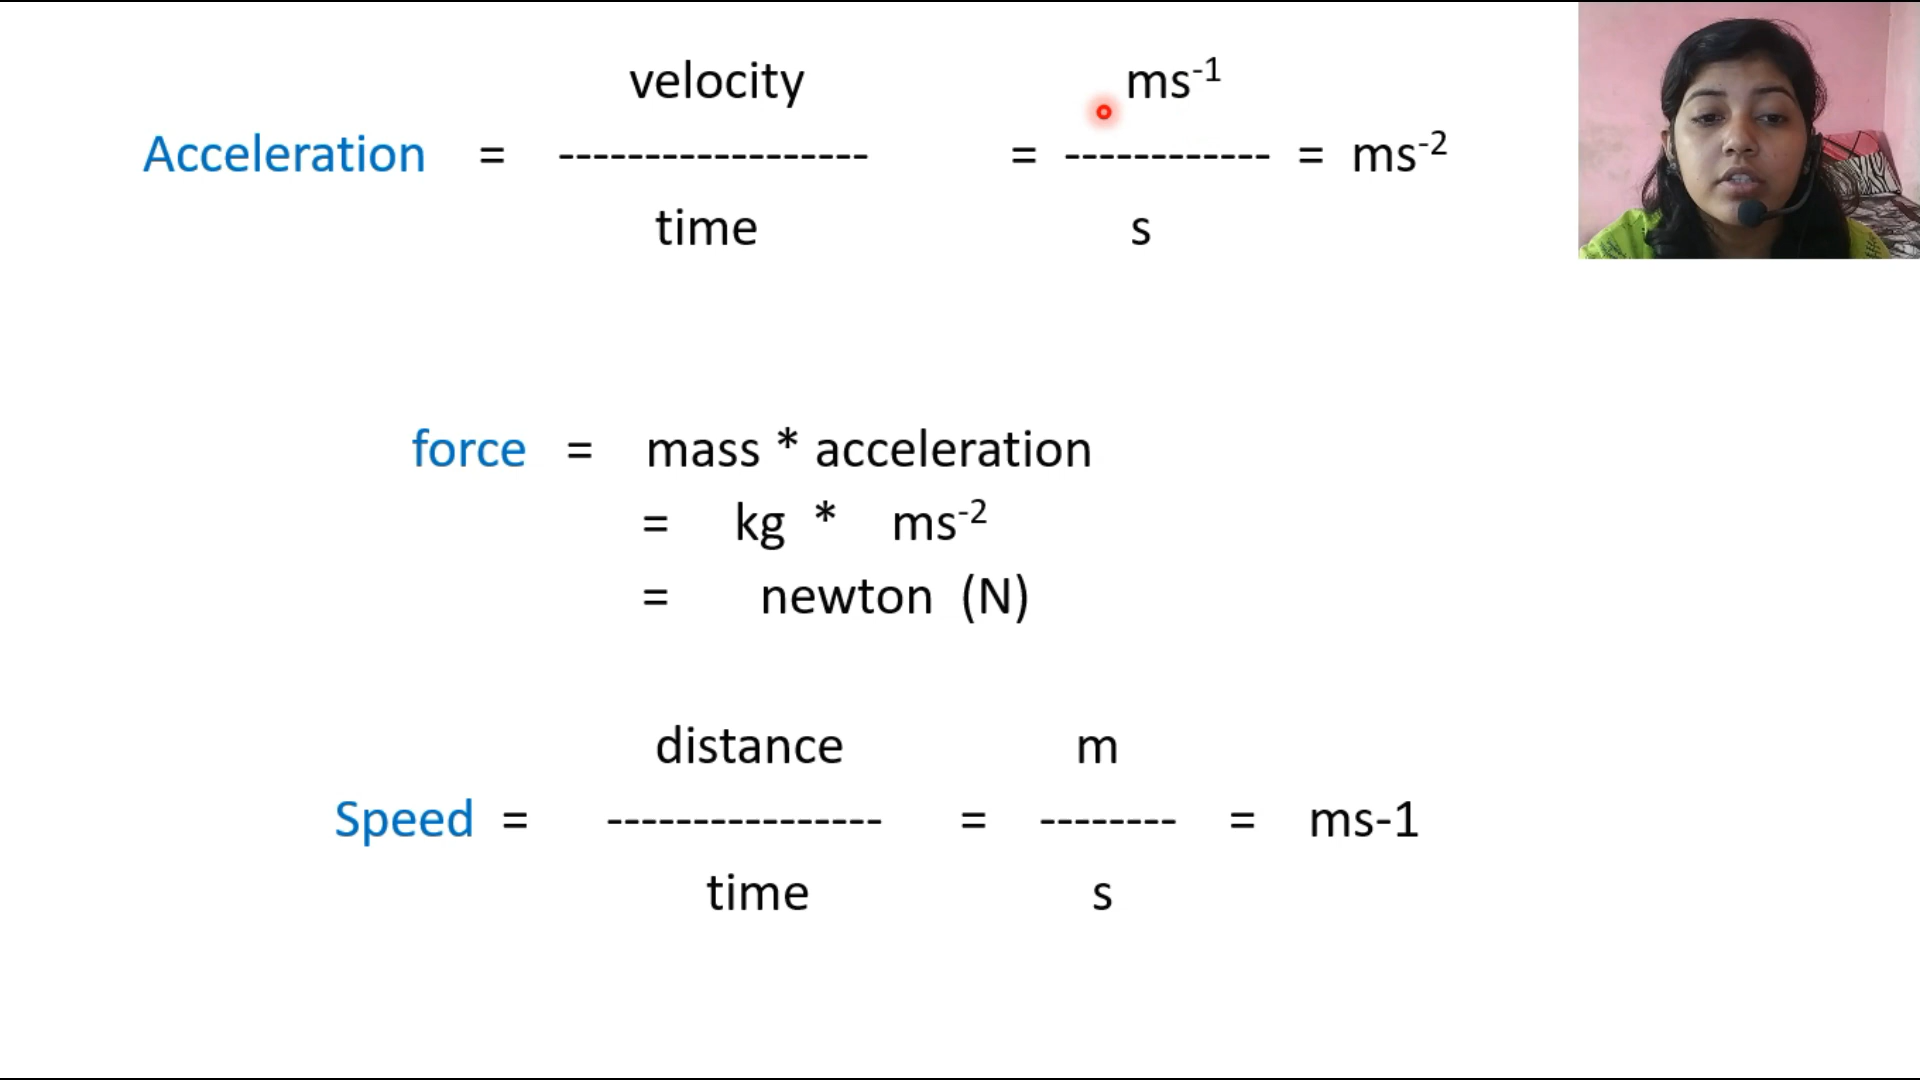 velocity ms⁻¹
Acceleration = ------------------ = ------------ = ms⁻²
time s
force = mass * acceleration
= kg * ms⁻²
= newton (N)
distance m
Speed = ---------------- = -------- = ms-1
time s